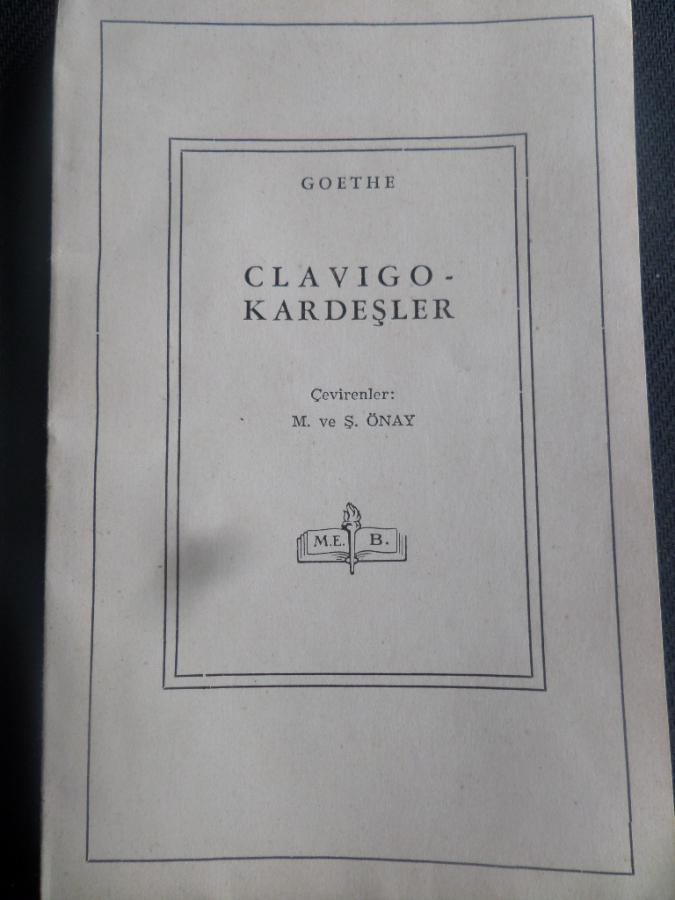 GOETHE
CLAVIGO-
KARDEŞLER
Çevirenler:
M. ve Ş. ÖNAY
M.E. B.